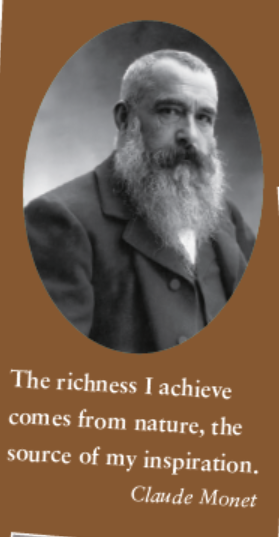 The richness I achieve
comes from nature, the
source of my inspiration.
Claude Monet